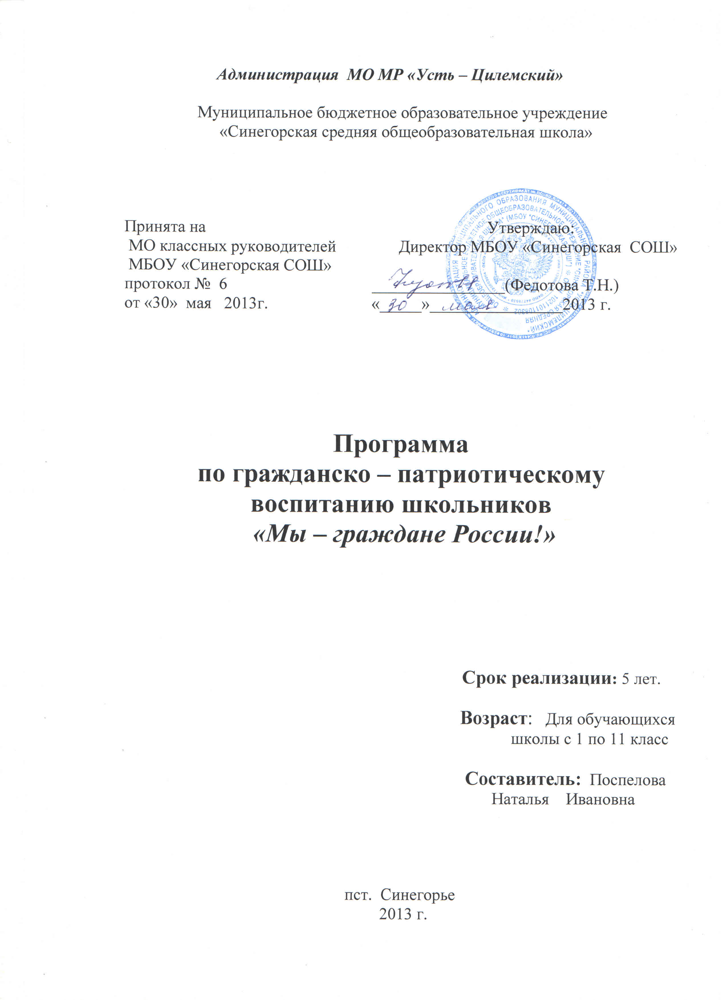 Администрация МО МР «Усть – Цилемский»
Муниципальное бюджетное образовательное учреждение
«Синегорская средняя общеобразовательная школа»
Принята на
МО классных руководителей
МБОУ «Синегорская СОШ»
протокол № 6
от «30» мая 2013г.
Утверждаю:
Директор МБОУ «Синегорская СОШ»
(Федотова Т.Н.)
«30» мая 2013 г.
Программа
по гражданско – патриотическому
воспитанию школьников
«Мы – граждане России!»
Срок реализации: 5 лет.
Возраст: Для обучающихся
школы с 1 по 11 класс
Составитель: Поспелова
Наталья Ивановна
пст. Синегорье
2013 г.